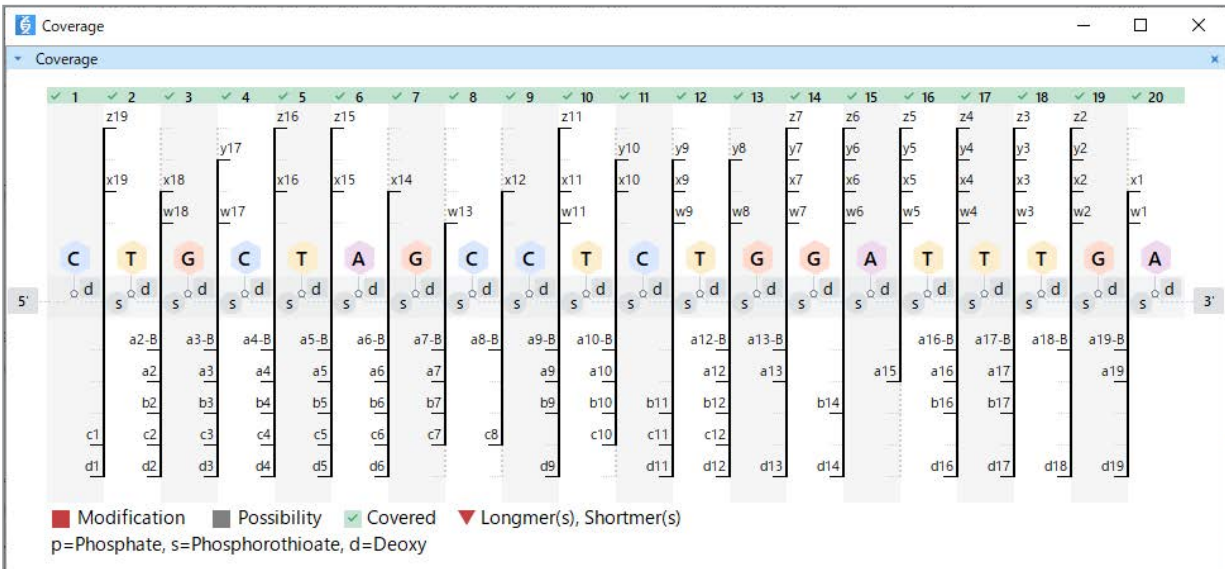 Coverage
Coverage
1 2 3 4 5 6 7 8 9 10 11 12 13 14 15 16 17 18 19 20
z19 z16 z15 z11 z7 z6 z5 z4 z3 z2
y17 y10 y9 y8 y7 y6 y5 y4 y3 y2
x19 x18 x16 x15 x14 x12 x11 x10 x9 x7 x6 x5 x4 x3 x2 x1
w18 w17 w13 w11 w9 w8 w7 w6 w5 w4 w3 w2 w1
C T G C T A G C C T C T G G A T T T G A
d d d d d d d d d d d d d d d d d d d d
5' s s s s s s s s s s s s s s s s s s s 3'
a2-B a3-B a4-B a5-B a6-B a7-B a8-B a9-B a10-B a12-B a13-B a16-B a17-B a18-B a19-B
a2 a3 a4 a5 a6 a7 a9 a10 a12 a13 a15 a16 a17 a19
b2 b3 b4 b5 b6 b7 b9 b10 b11 b12 b14 b16 b17
c1 c2 c3 c4 c5 c6 c7 c8 c10 c11 c12
d1 d2 d3 d4 d5 d6 d9 d11 d12 d13 d14 d16 d17 d18 d19
Modification Possibility Covered Longmer(s), Shortmer(s)
p=Phosphate, s=Phosphorothioate, d=Deoxy